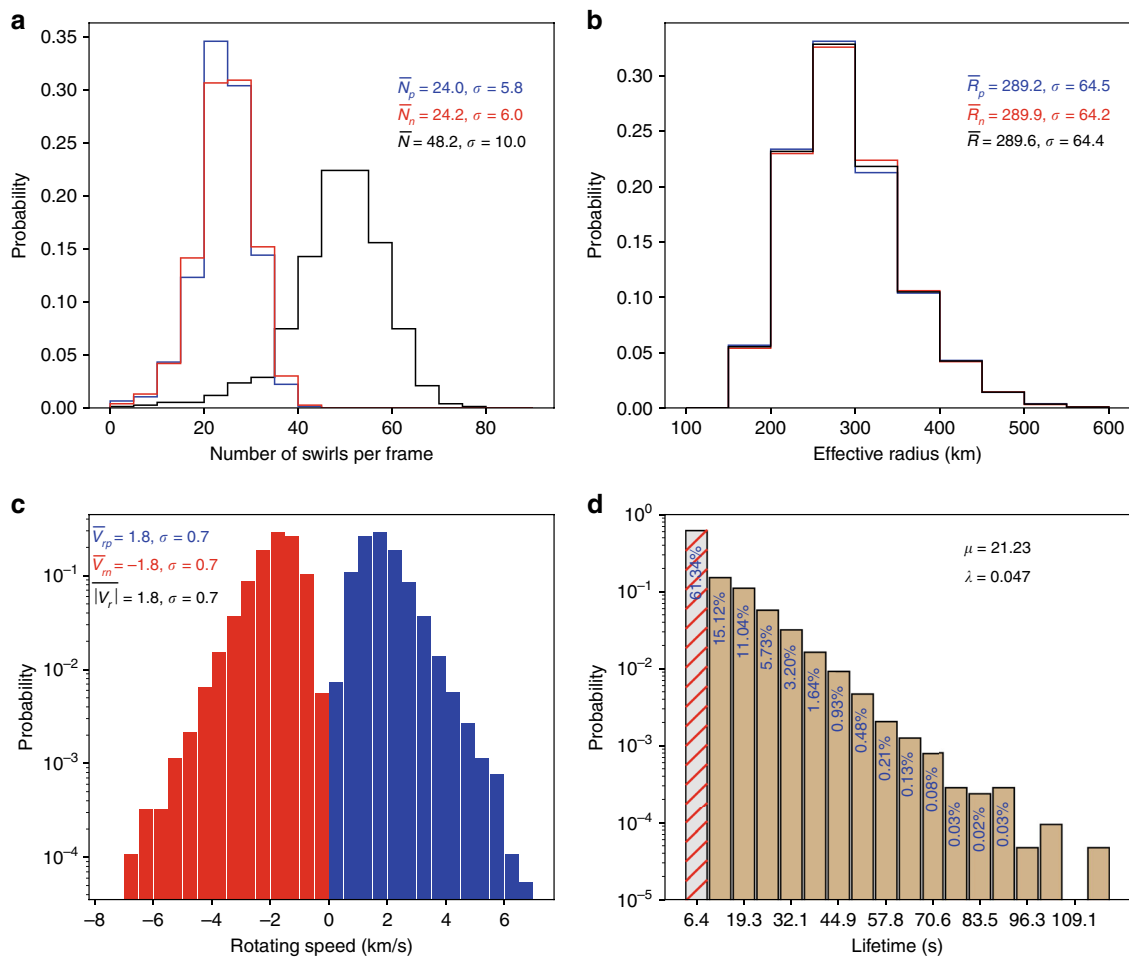 a
0.35
0.30
0.25
0.20
0.15
0.10
0.05
0.00
Probability
N̅p = 24.0, σ = 5.8
N̅n = 24.2, σ = 6.0
N̅ = 48.2, σ = 10.0
0 20 40 60 80
Number of swirls per frame
b
0.30
0.25
0.20
0.15
0.10
0.05
0.00
Probability
R̅p = 289.2, σ = 64.5
R̅n = 289.9, σ = 64.2
R̅ = 289.6, σ = 64.4
100 200 300 400 500 600
Effective radius (km)
c
10⁻¹
10⁻²
10⁻³
10⁻⁴
Probability
V̅rp = 1.8, σ = 0.7
V̅rn = −1.8, σ = 0.7
|V̅r| = 1.8, σ = 0.7
−8 −6 −4 −2 0 2 4 6
Rotating speed (km/s)
d
10⁰
10⁻¹
10⁻²
10⁻³
10⁻⁴
10⁻⁵
Probability
μ = 21.23
λ = 0.047
61.34%
15.12%
11.04%
5.73%
3.20%
1.64%
0.93%
0.48%
0.21%
0.13%
0.08%
0.03%
0.02%
0.03%
6.4 19.3 32.1 44.9 57.8 70.6 83.5 96.3 109.1
Lifetime (s)